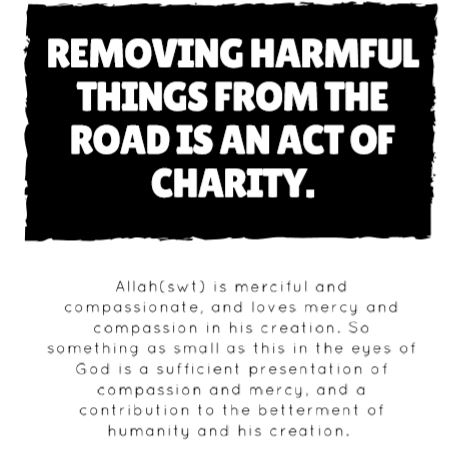 REMOVING HARMFUL
THINGS FROM THE
ROAD IS AN ACT OF
CHARITY.
Allah(swt) is merciful and
compassionate, and loves mercy and
compassion in his creation. So
something as small as this in the eyes of
God is a sufficient presentation of
compassion and mercy, and a
contribution to the betterment of
humanity and his creation.